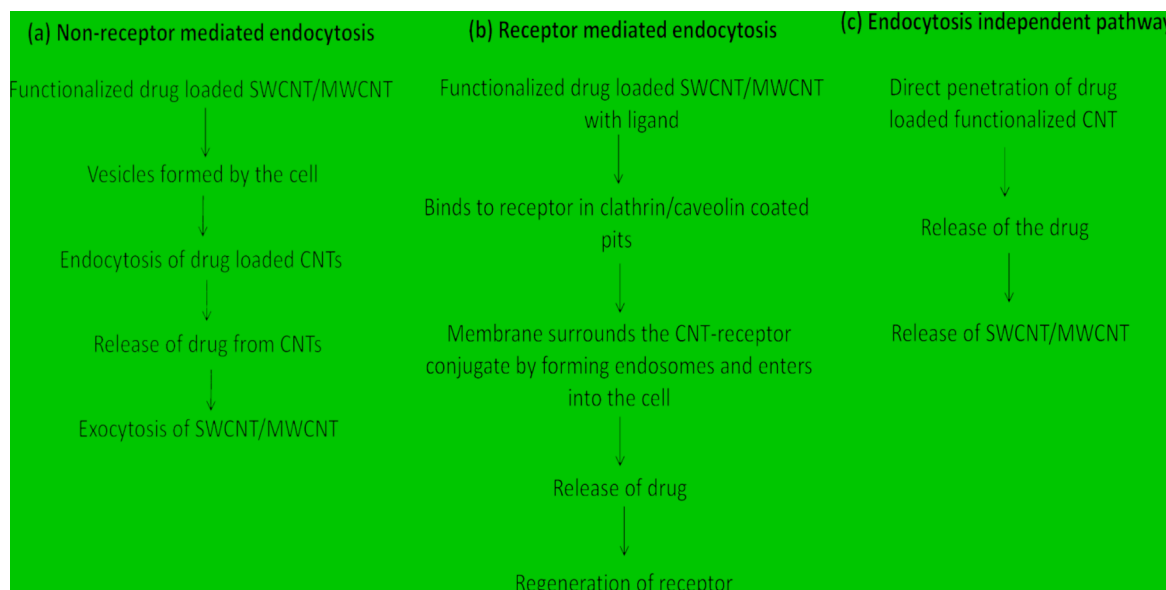 (a) Non-receptor mediated endocytosis
Functionalized drug loaded SWCNT/MWCNT
Vesicles formed by the cell
Endocytosis of drug loaded CNTs
Release of drug from CNTs
Exocytosis of SWCNT/MWCNT
(b) Receptor mediated endocytosis
Functionalized drug loaded SWCNT/MWCNT
with ligand
Binds to receptor in clathrin/caveolin coated
pits
Membrane surrounds the CNT-receptor
conjugate by forming endosomes and enters
into the cell
Release of drug
Regeneration of receptor
(c) Endocytosis independent pathway
Direct penetration of drug
loaded functionalized CNT
Release of the drug
Release of SWCNT/MWCNT